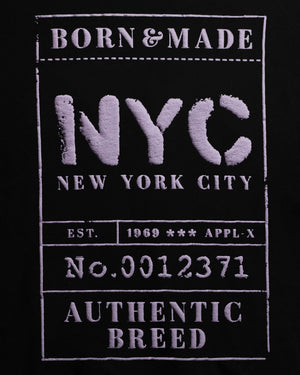 BORN & MADE
NYC
NEW YORK CITY
EST. 1969 *** APPL-X
No.0012371
AUTHENTIC
BREED